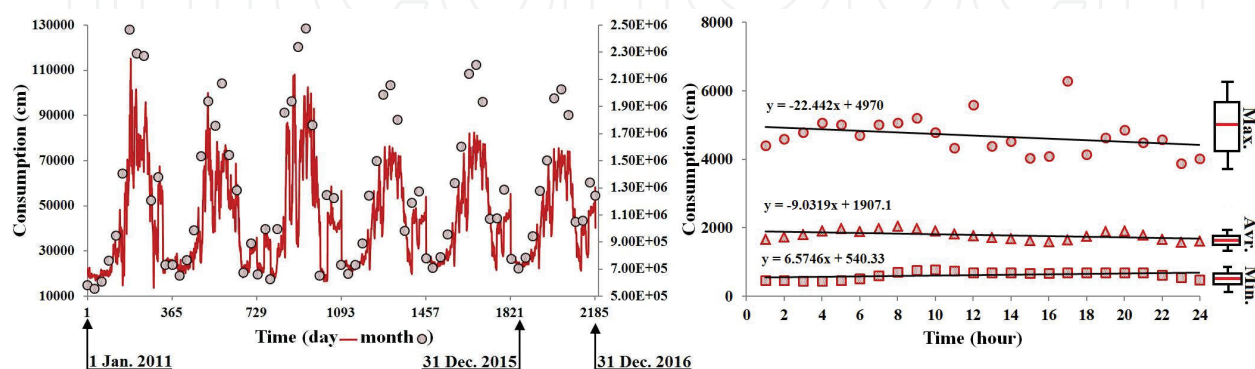 Consumption (cm)
130000
110000
90000
70000
50000
30000
10000
2.50E+06
2.30E+06
2.10E+06
1.90E+06
1.70E+06
1.50E+06
1.30E+06
1.10E+06
9.00E+05
7.00E+05
5.00E+05
1 365 729 1093 1457 1821 2185
Time (day month )
1 Jan. 2011
31 Dec. 2015
31 Dec. 2016
Consumption (cm)
8000
6000
4000
2000
0
y = -22.442x + 4970
y = -9.0319x + 1907.1
y = 6.5746x + 540.33
Max.
Avr.
Min.
0 2 4 6 8 10 12 14 16 18 20 22 24
Time (hour)